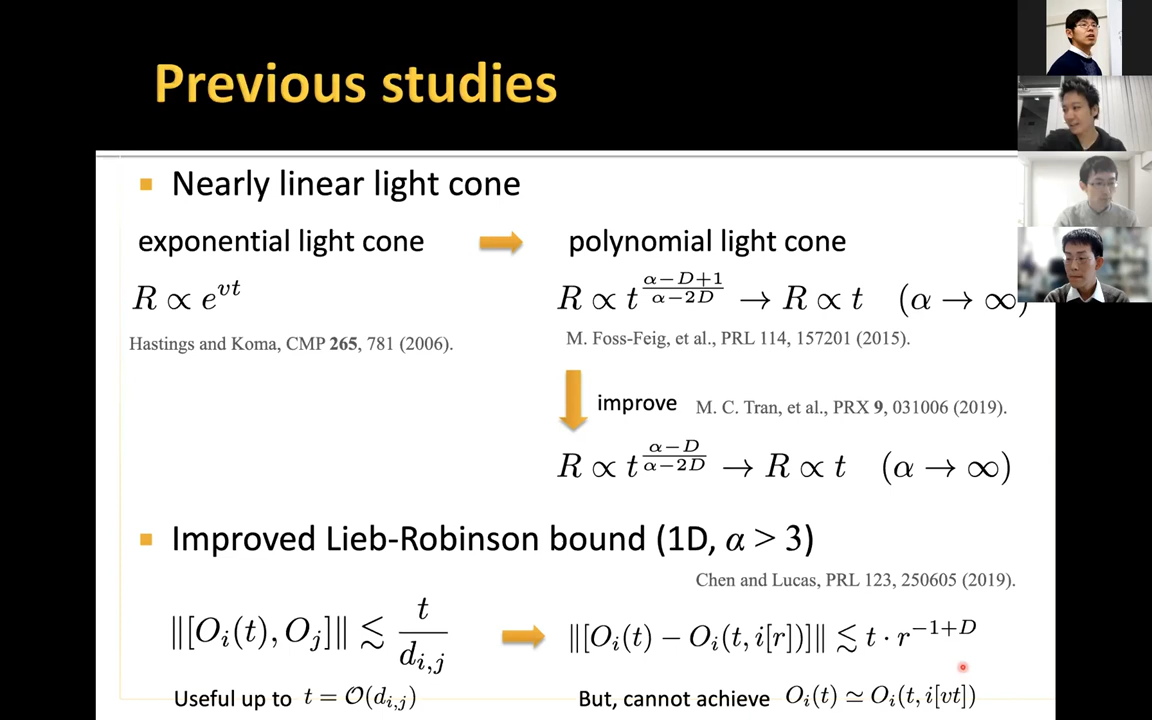 Previous studies
Nearly linear light cone
exponential light cone
polynomial light cone
R ∝ e^{vt}
R ∝ t^{\frac{α−D+1}{α−2D}} → R ∝ t (α → ∞)
Hastings and Koma, CMP 265, 781 (2006).
M. Foss-Feig, et al., PRL 114, 157201 (2015).
improve
M. C. Tran, et al., PRX 9, 031006 (2019).
R ∝ t^{\frac{α−D}{α−2D}} → R ∝ t (α → ∞)
Improved Lieb-Robinson bound (1D, α > 3)
Chen and Lucas, PRL 123, 250605 (2019).
‖[O_i(t), O_j]‖ ≲ \frac{t}{d_{i,j}}
‖[O_i(t) − O_i(t, i[r])]‖ ≲ t · r^{−1+D}
Useful up to t = 𝒪(d_{i,j})
But, cannot achieve O_i(t) ≃ O_i(t, i[vt])